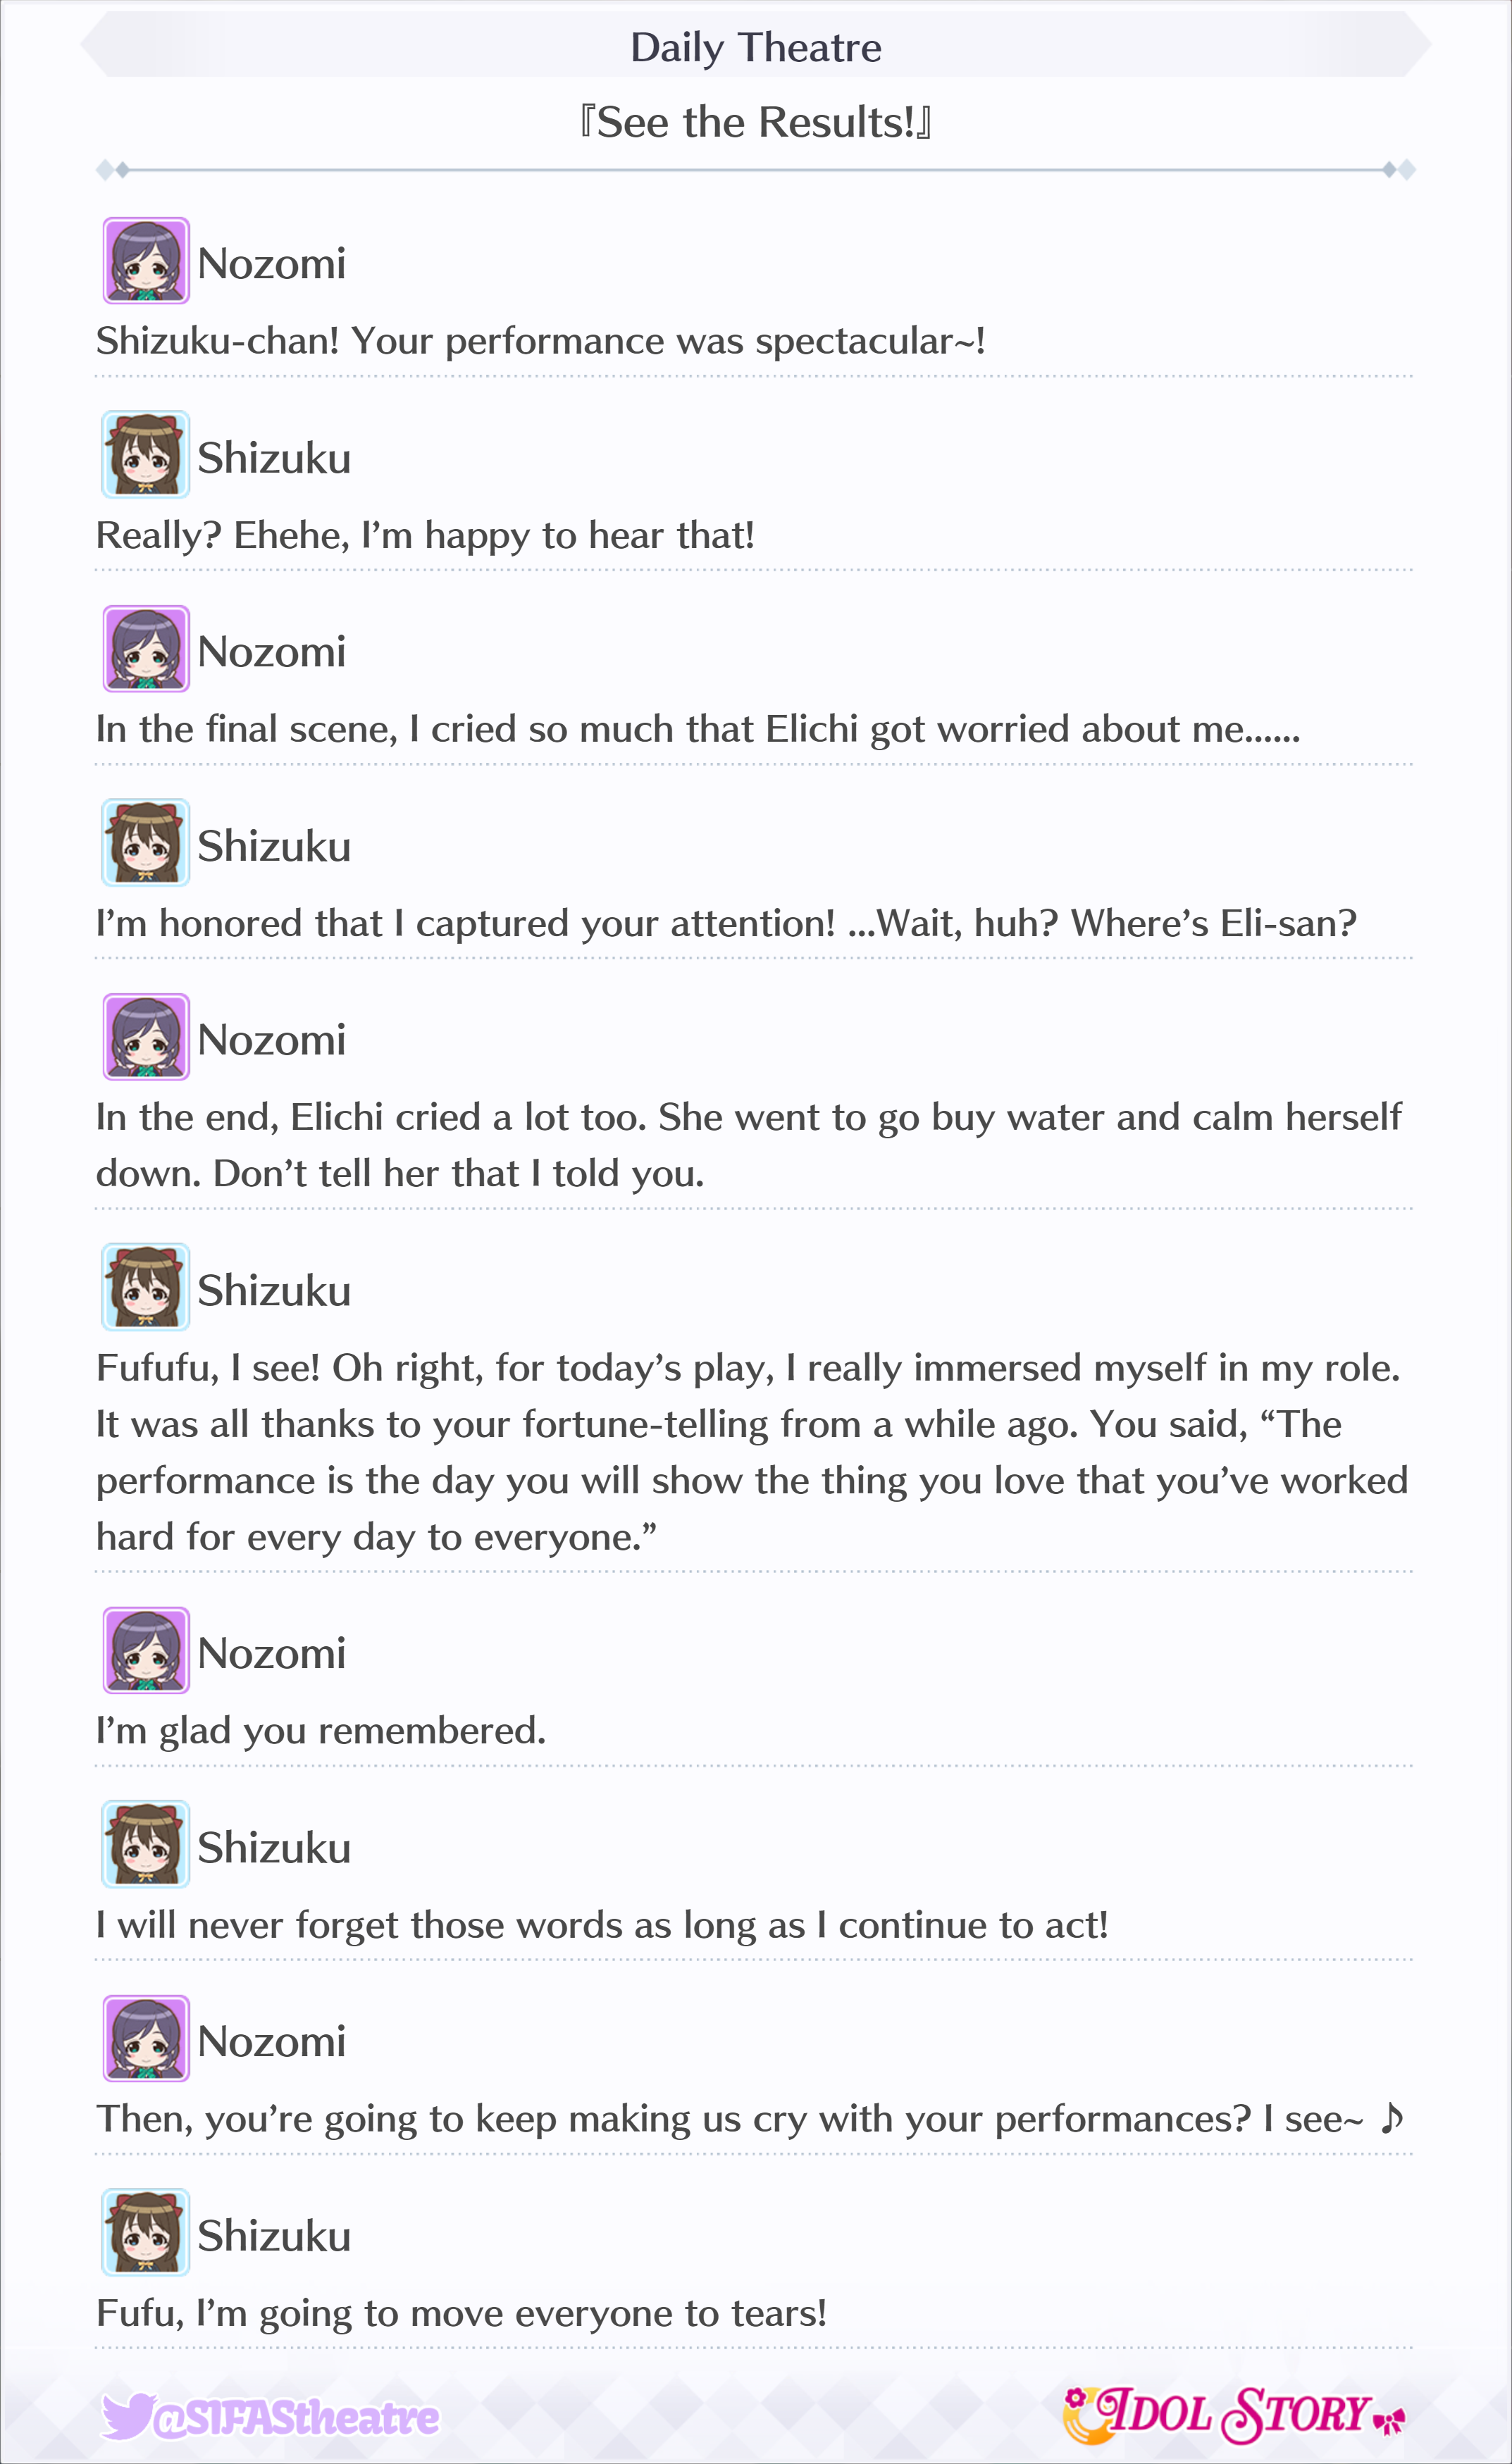 Daily Theatre
『See the Results!』
Nozomi
Shizuku-chan! Your performance was spectacular~!
Shizuku
Really? Ehehe, I’m happy to hear that!
Nozomi
In the final scene, I cried so much that Elichi got worried about me......
Shizuku
I’m honored that I captured your attention! ...Wait, huh? Where’s Eli-san?
Nozomi
In the end, Elichi cried a lot too. She went to go buy water and calm herself
down. Don’t tell her that I told you.
Shizuku
Fufufu, I see! Oh right, for today’s play, I really immersed myself in my role.
It was all thanks to your fortune-telling from a while ago. You said, “The
performance is the day you will show the thing you love that you’ve worked
hard for every day to everyone.”
Nozomi
I’m glad you remembered.
Shizuku
I will never forget those words as long as I continue to act!
Nozomi
Then, you’re going to keep making us cry with your performances? I see~ ♪
Shizuku
Fufu, I’m going to move everyone to tears!
@SIFAStheatre
IDOL STORY